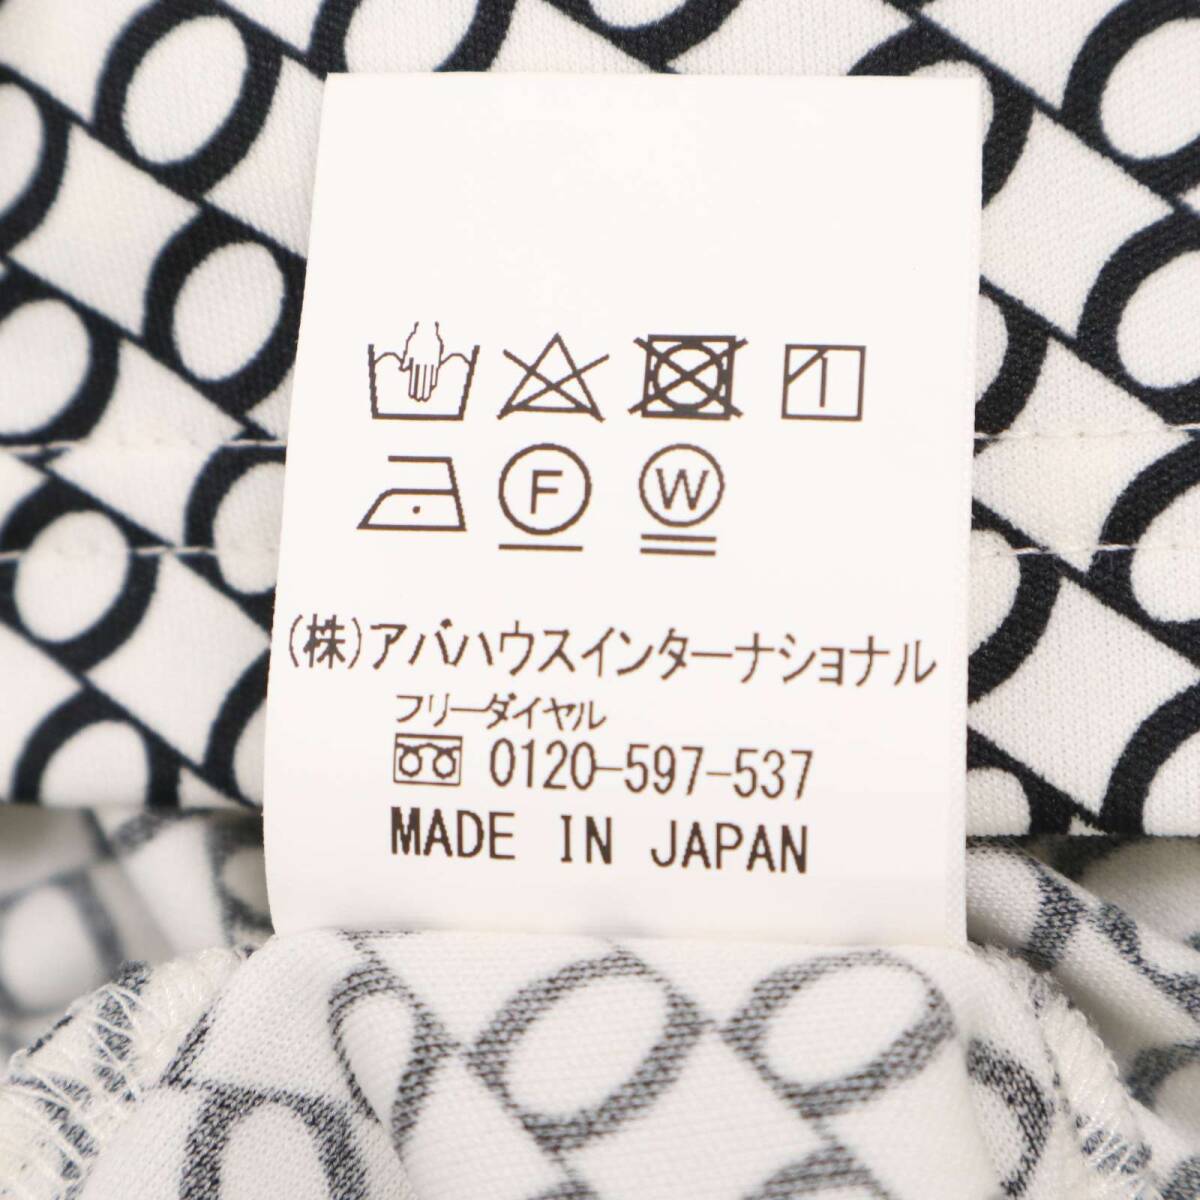 F W
(株)アバハウスインターナショナル
フリーダイヤル
0120-597-537
MADE IN JAPAN